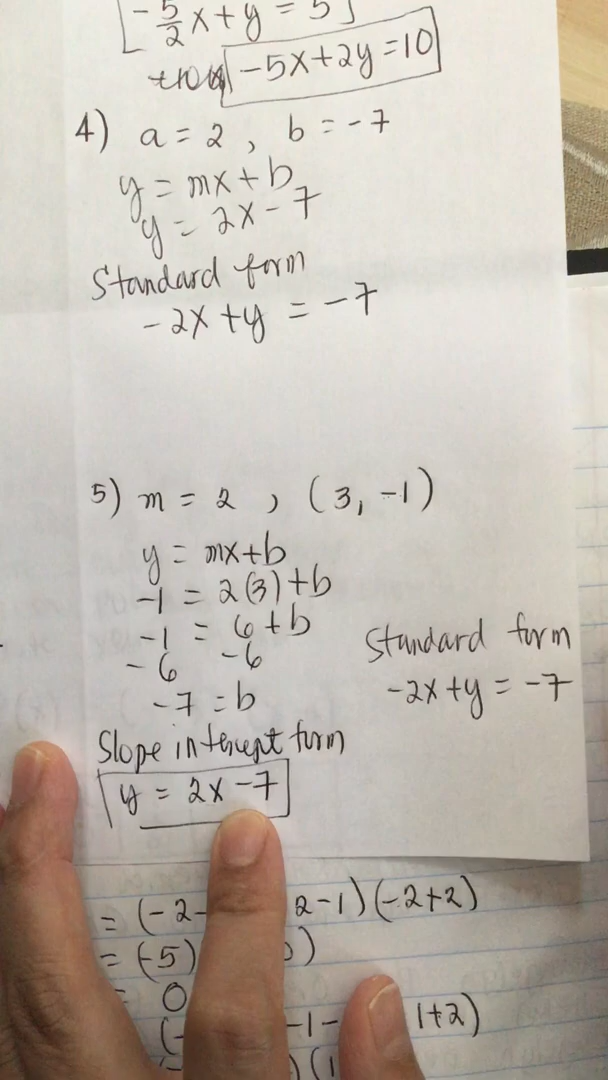 -5/2x+y = 5
-5x+2y=10
4) a = 2 , b = -7
y = mx+b
y = 2x-7
Standard form
-2x+y = -7
5) m = 2 , (3, -1)
y = mx+b
-1 = 2(3)+b
-1 = 6+b
-6 -6
-7 = b
Standard form
-2x+y = -7
Slope intercept form
y = 2x-7
= (-2- 2-1)(-2+2)
= (-5) )
= 0
(- -1- 1+2)
(1